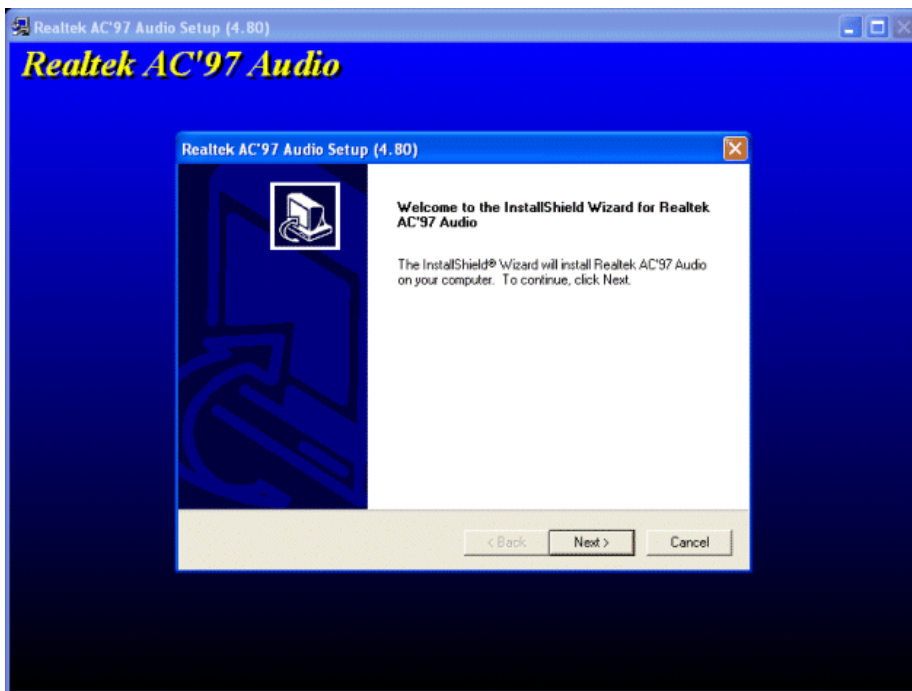 Realtek AC'97 Audio Setup (4.80)
Realtek AC'97 Audio
Realtek AC'97 Audio Setup (4.80)
Welcome to the InstallShield Wizard for Realtek
AC'97 Audio
The InstallShield® Wizard will install Realtek AC'97 Audio
on your computer. To continue, click Next.
< Back
Next >
Cancel